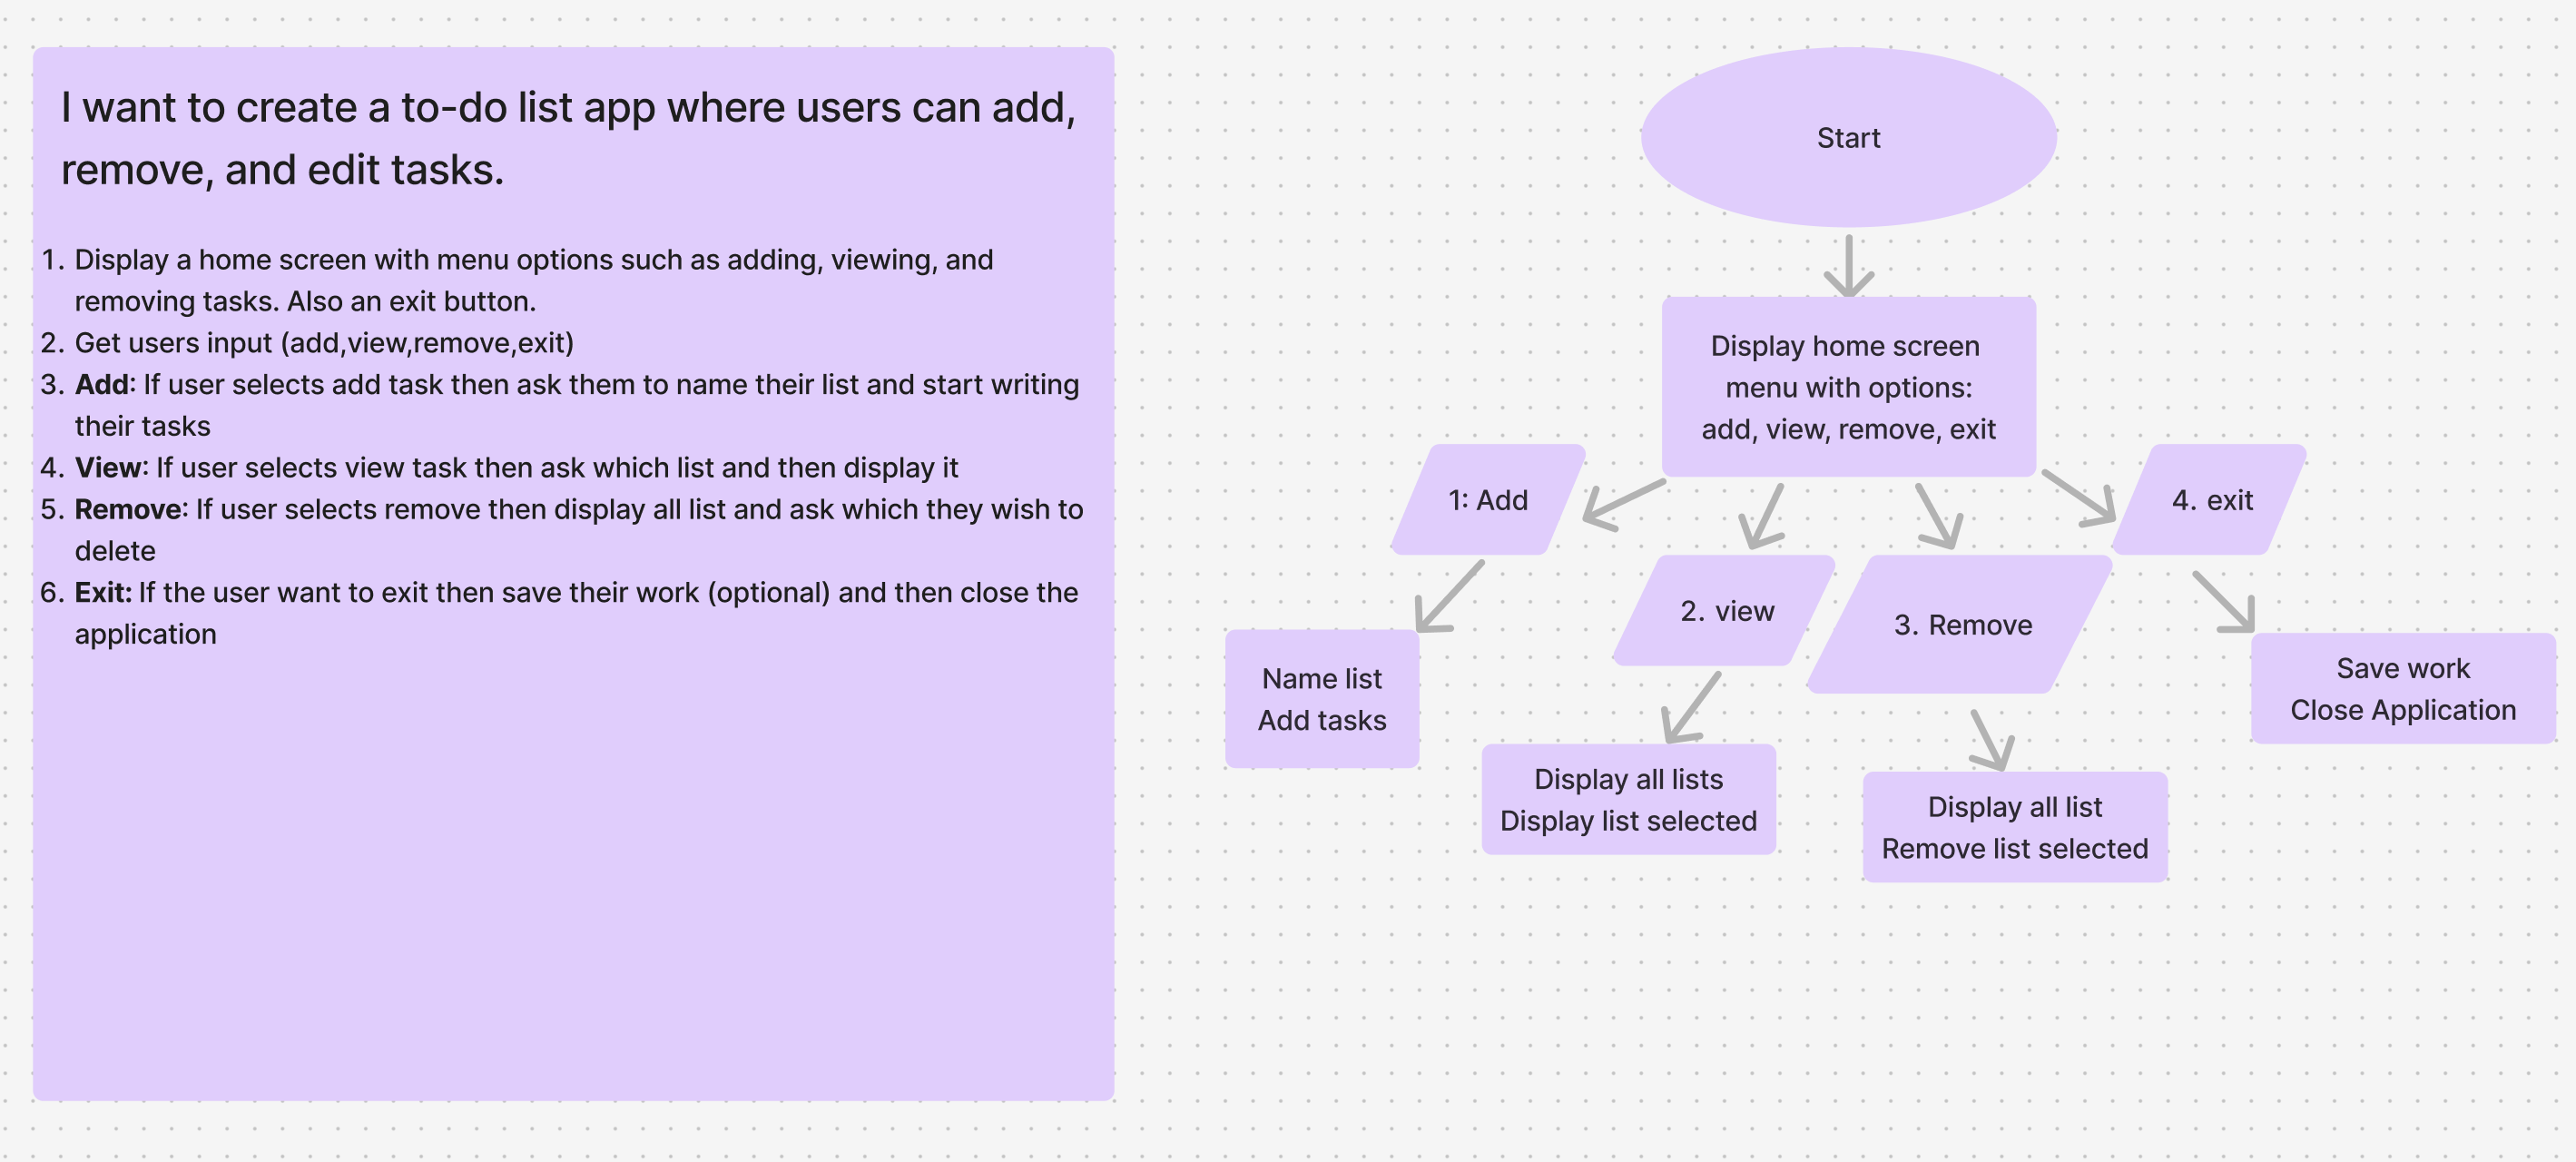 I want to create a to-do list app where users can add,
remove, and edit tasks.
1. Display a home screen with menu options such as adding, viewing, and
removing tasks. Also an exit button.
2. Get users input (add,view,remove,exit)
3. Add: If user selects add task then ask them to name their list and start writing
their tasks
4. View: If user selects view task then ask which list and then display it
5. Remove: If user selects remove then display all list and ask which they wish to
delete
6. Exit: If the user want to exit then save their work (optional) and then close the
application
Start
Display home screen
menu with options:
add, view, remove, exit
1: Add
4. exit
2. view
3. Remove
Name list
Add tasks
Save work
Close Application
Display all lists
Display list selected
Display all list
Remove list selected